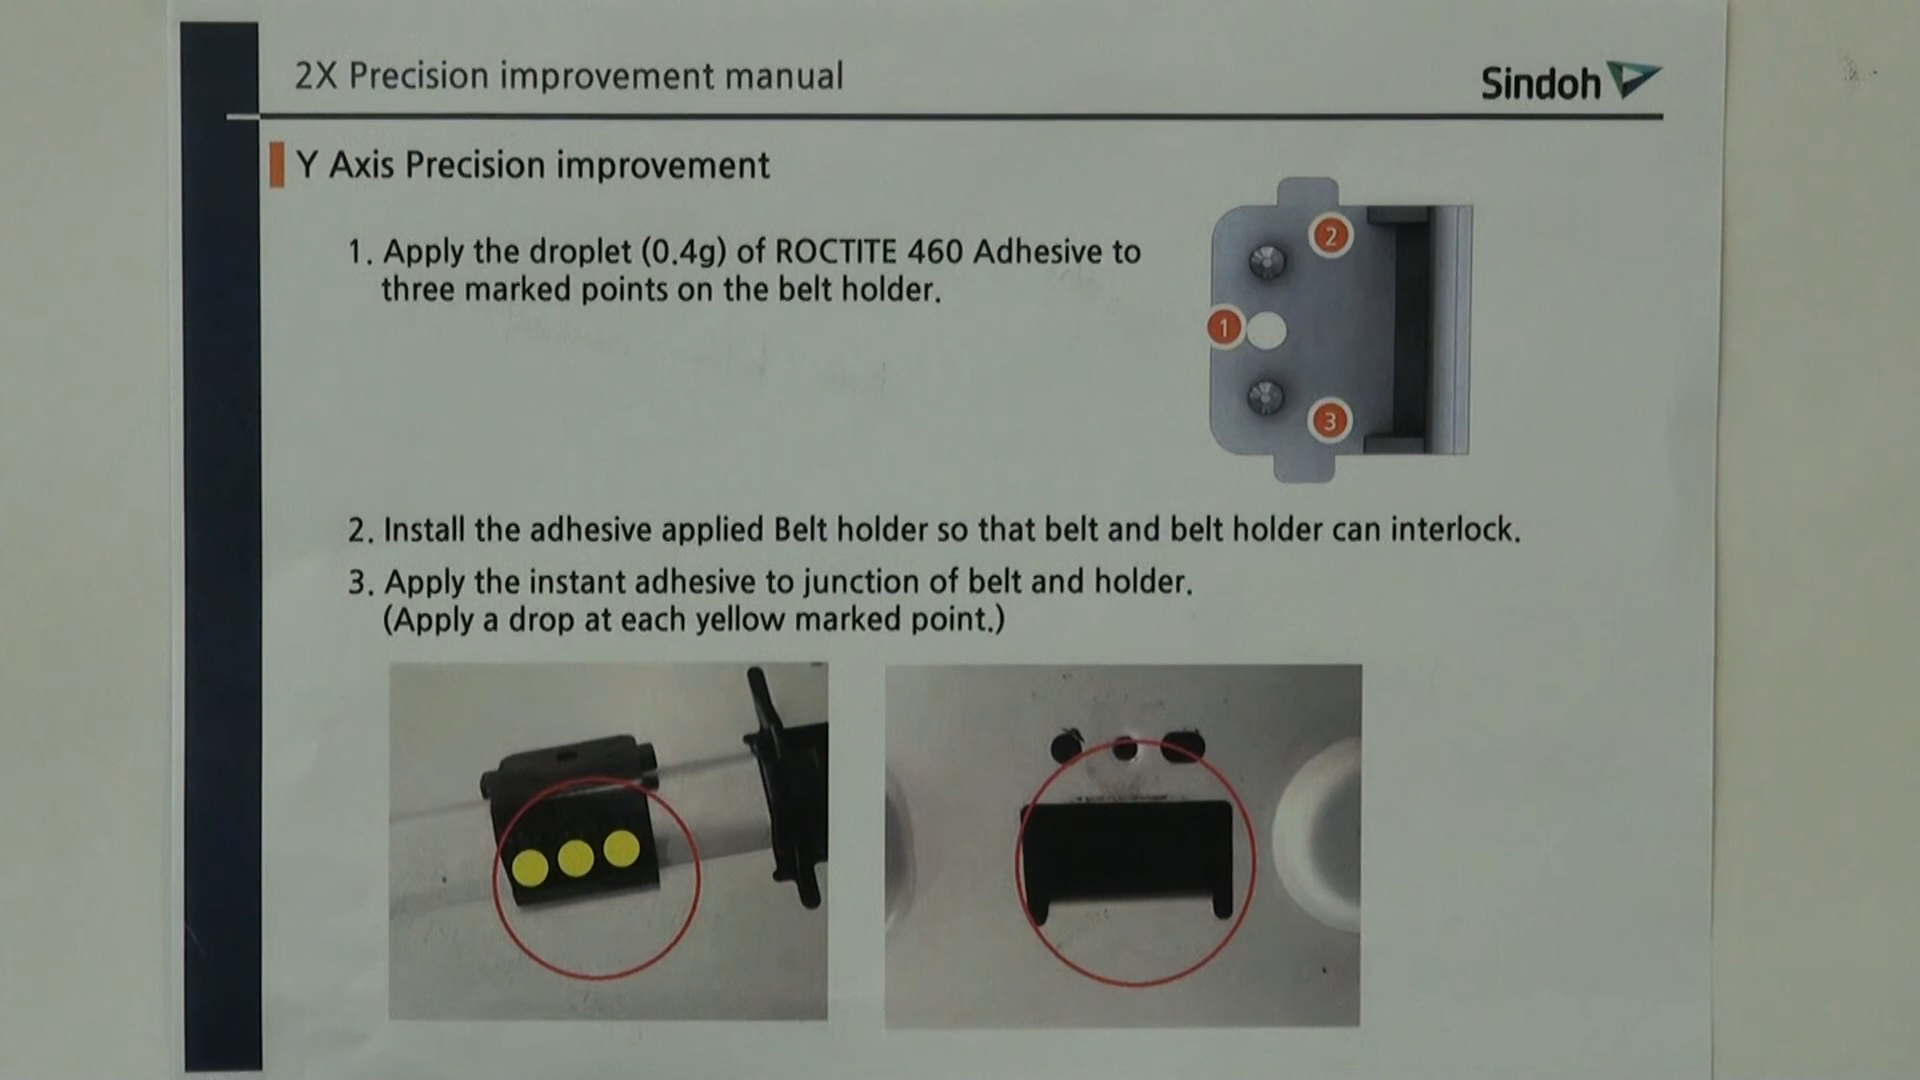 2X Precision improvement manual
Sindoh
Y Axis Precision improvement
1. Apply the droplet (0.4g) of ROCTITE 460 Adhesive to
three marked points on the belt holder.
2
1
3
2. Install the adhesive applied Belt holder so that belt and belt holder can interlock.
3. Apply the instant adhesive to junction of belt and holder.
(Apply a drop at each yellow marked point.)